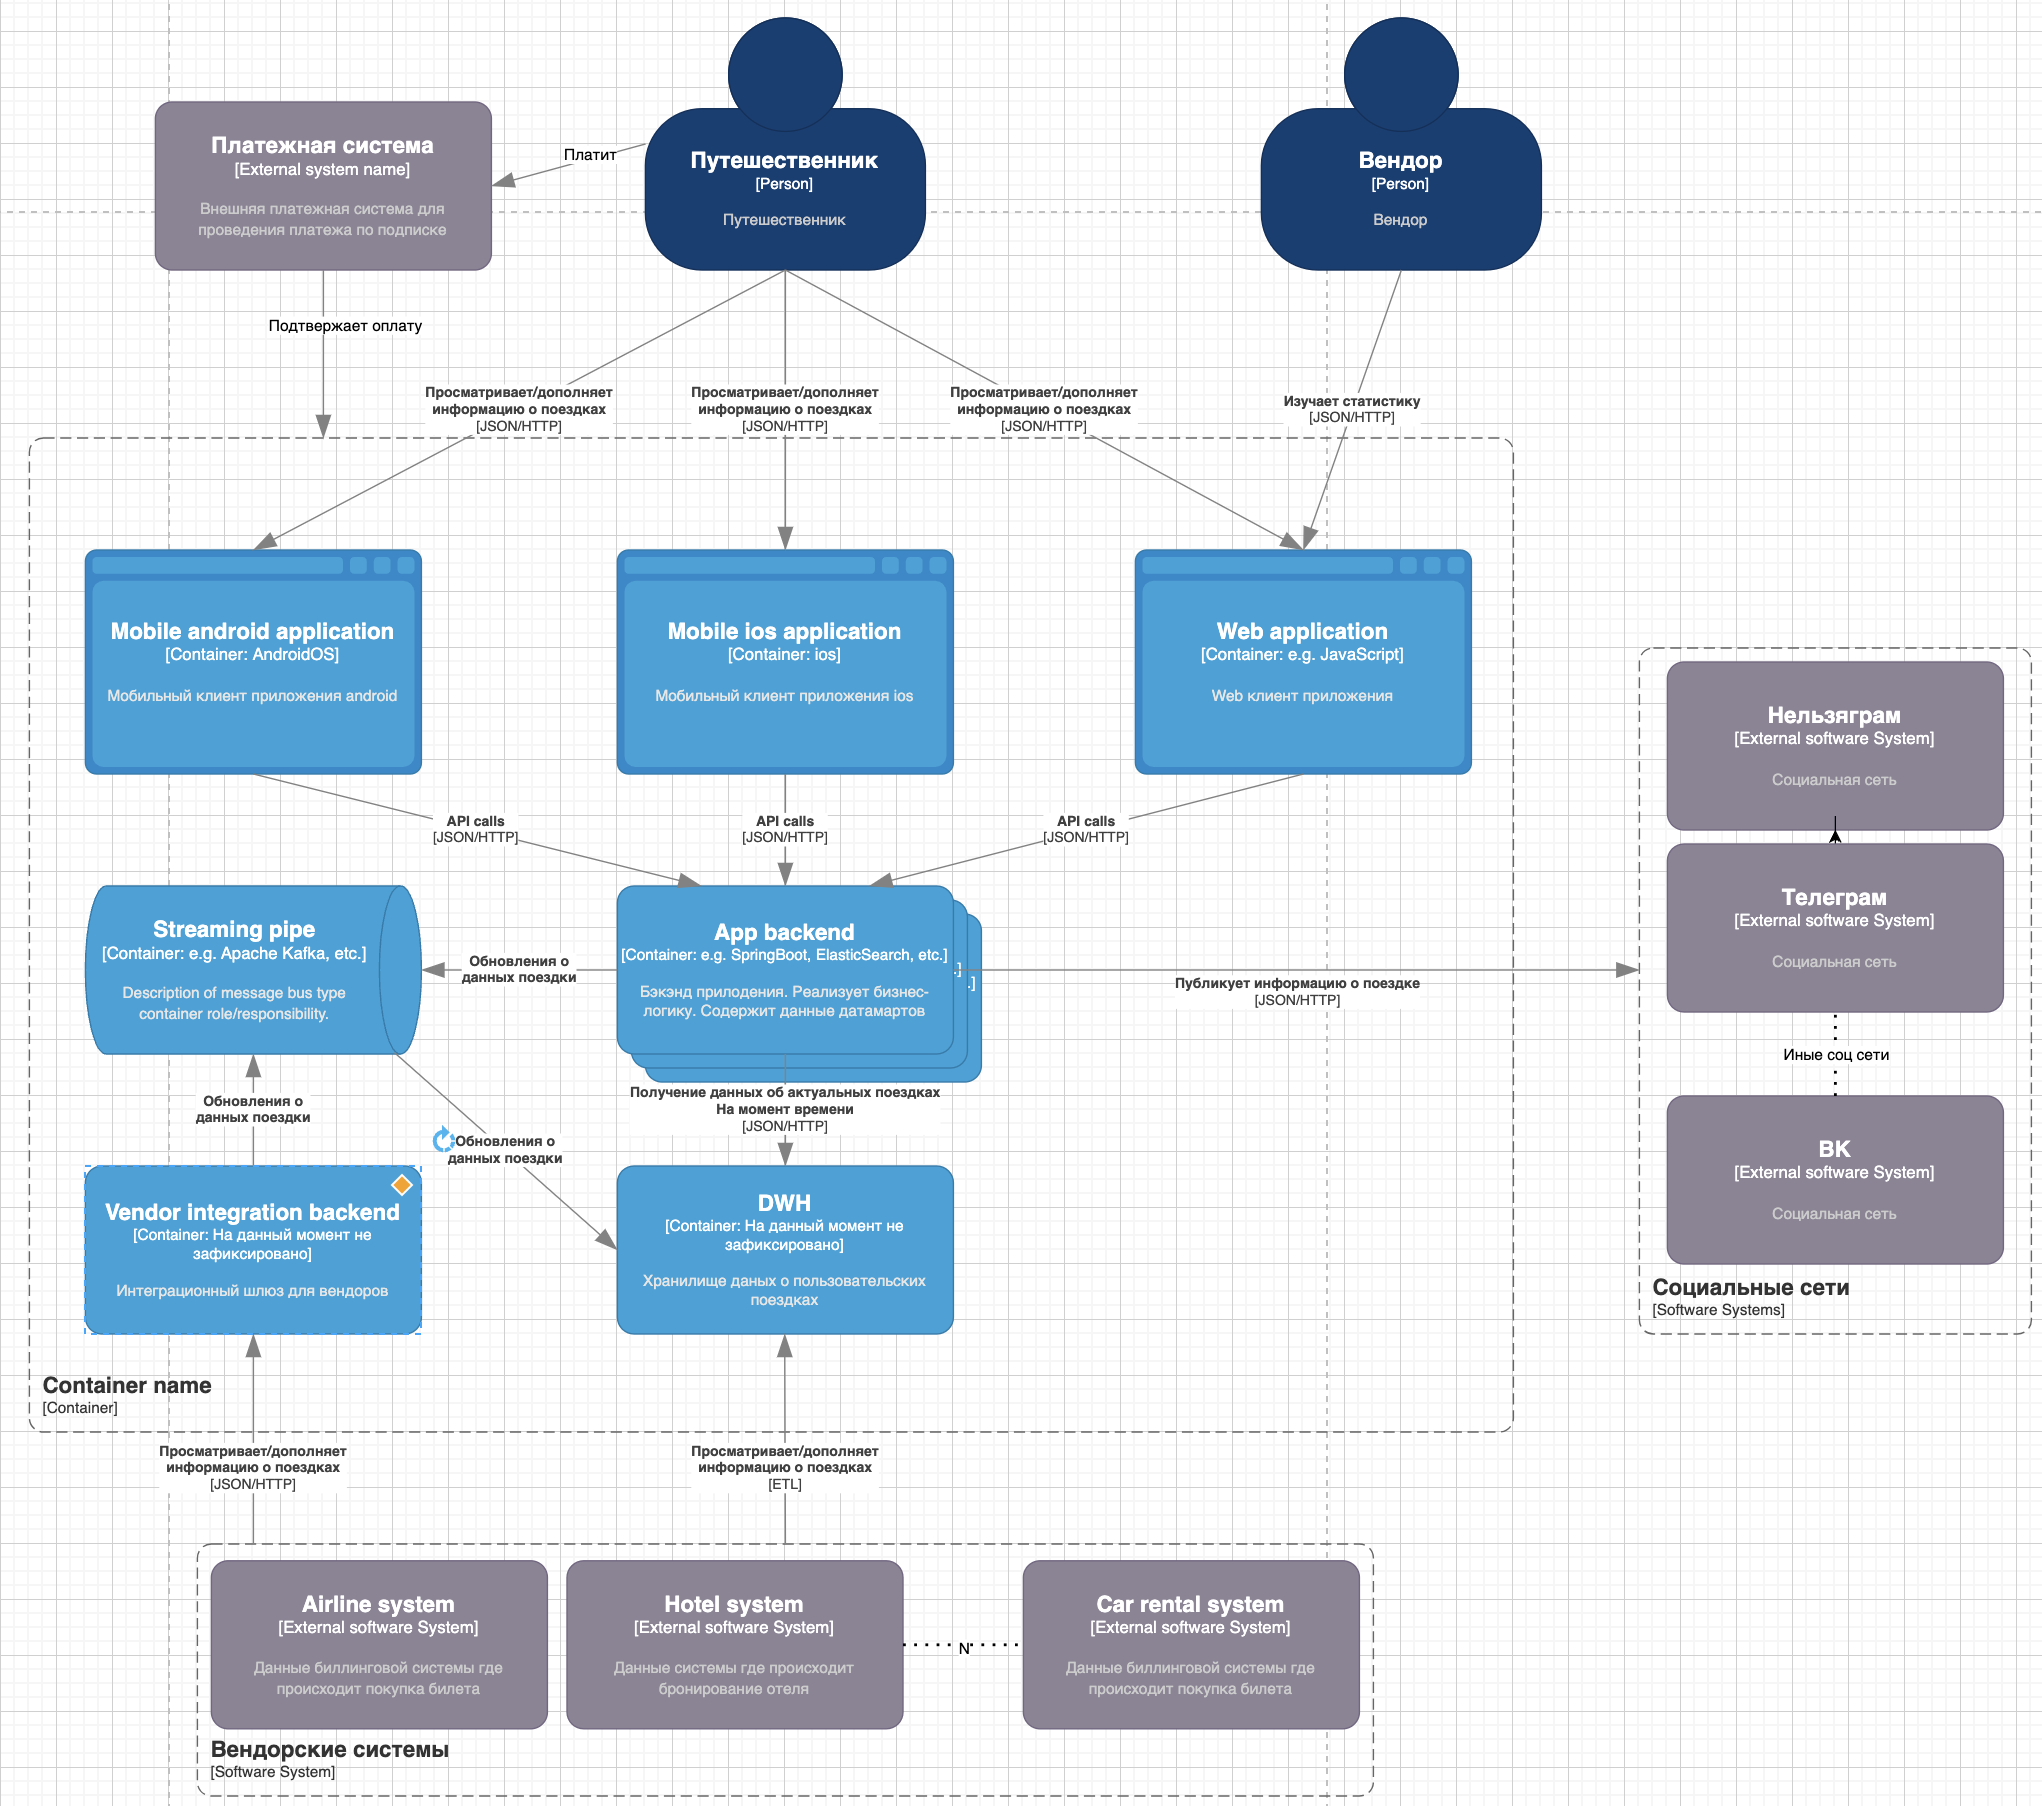 Платежная система
[External system name]
Внешняя платежная система для
проведения платежа по подписке
Платит
Путешественник
[Person]
Путешественник
Вендор
[Person]
Вендор
Подтвержает оплату
Просматривает/дополняет
информацию о поездках
[JSON/HTTP]
Просматривает/дополняет
информацию о поездках
[JSON/HTTP]
Просматривает/дополняет
информацию о поездках
[JSON/HTTP]
Изучает статистику
[JSON/HTTP]
Mobile android application
[Container: AndroidOS]
Мобильный клиент приложения android
Mobile ios application
[Container: ios]
Мобильный клиент приложения ios
Web application
[Container: e.g. JavaScript]
Web клиент приложения
Нельзяграм
[External software System]
Социальная сеть
API calls
[JSON/HTTP]
API calls
[JSON/HTTP]
API calls
[JSON/HTTP]
Streaming pipe
[Container: e.g. Apache Kafka, etc.]
Description of message bus type
container role/responsibility.
Обновления о
данных поездки
App backend
[Container: e.g. SpringBoot, ElasticSearch, etc.]
Бэкэнд прилодения. Реализует бизнес-
логику. Содержит данные датамартов
.]
.]
Публикует информацию о поездке
[JSON/HTTP]
Телеграм
[External software System]
Социальная сеть
Иные соц сети
Обновления о
данных поездки
Получение данных об актуальных поездках
На момент времени
[JSON/HTTP]
Обновления о
данных поездки
ВК
[External software System]
Социальная сеть
Социальные сети
[Software Systems]
Vendor integration backend
[Container: На данный момент не
зафиксировано]
Интеграционный шлюз для вендоров
DWH
[Container: На данный момент не
зафиксировано]
Хранилище даных о пользовательских
поездках
Container name
[Container]
Просматривает/дополняет
информацию о поездках
[JSON/HTTP]
Просматривает/дополняет
информацию о поездках
[ETL]
Airline system
[External software System]
Данные биллинговой системы где
происходит покупка билета
Hotel system
[External software System]
Данные системы где происходит
бронирование отеля
N
Car rental system
[External software System]
Данные биллинговой системы где
происходит покупка билета
Вендорские системы
[Software System]